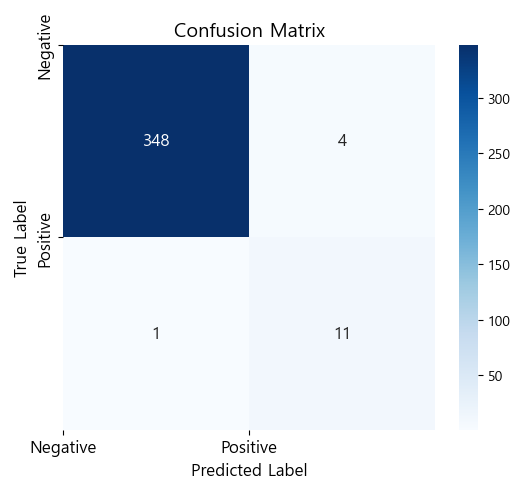 Confusion Matrix
Negative
348
4
Positive
1
11
True Label
Negative
Positive
Predicted Label
300
250
200
150
100
50